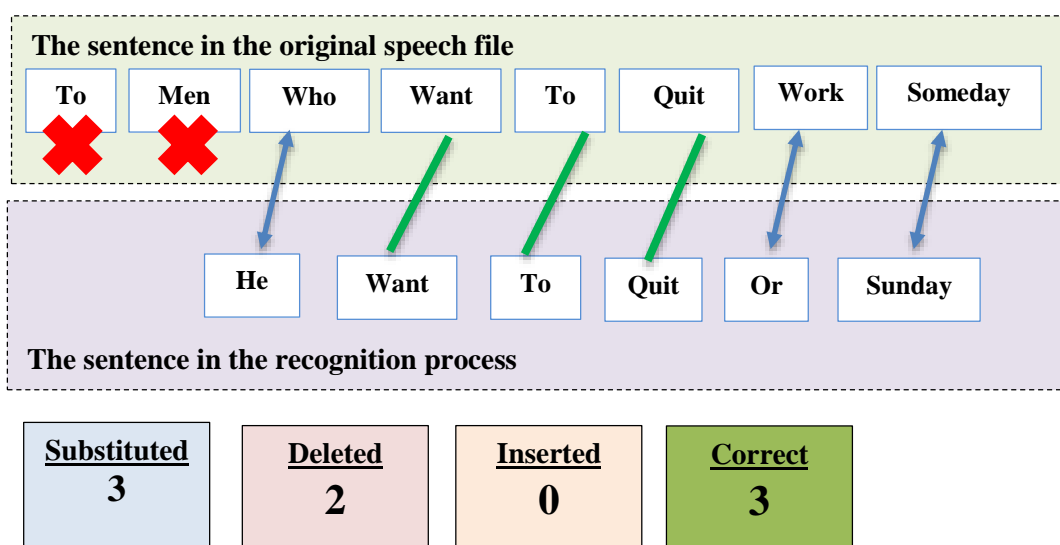 The sentence in the original speech file
To Men Who Want To Quit Work Someday
He Want To Quit Or Sunday
The sentence in the recognition process
Substituted Deleted Inserted Correct
3 2 0 3